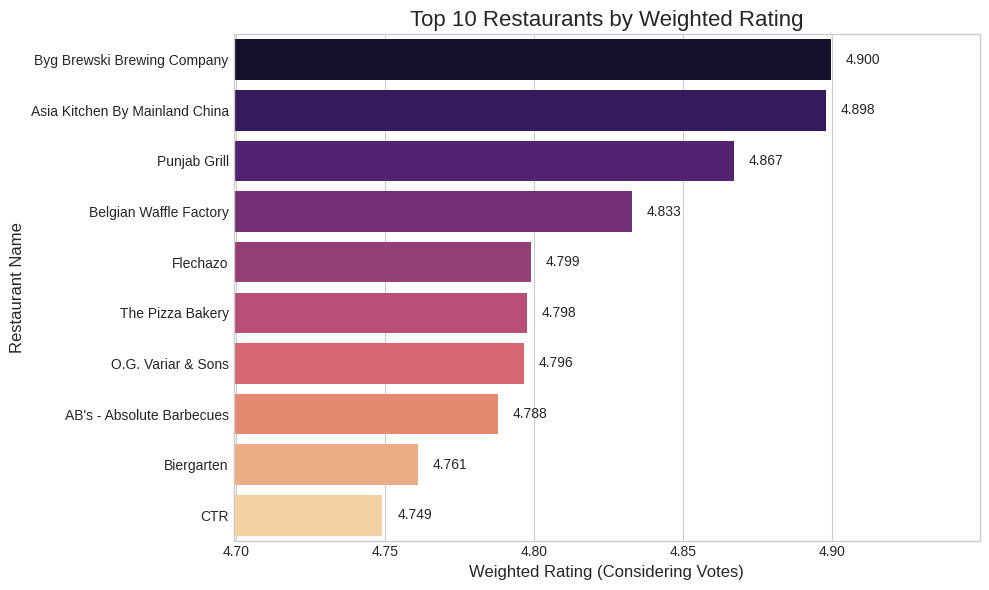 Top 10 Restaurants by Weighted Rating
Restaurant Name
Byg Brewski Brewing Company 4.900
Asia Kitchen By Mainland China 4.898
Punjab Grill 4.867
Belgian Waffle Factory 4.833
Flechazo 4.799
The Pizza Bakery 4.798
O.G. Variar & Sons 4.796
AB's - Absolute Barbecues 4.788
Biergarten 4.761
CTR 4.749
4.70 4.75 4.80 4.85 4.90
Weighted Rating (Considering Votes)